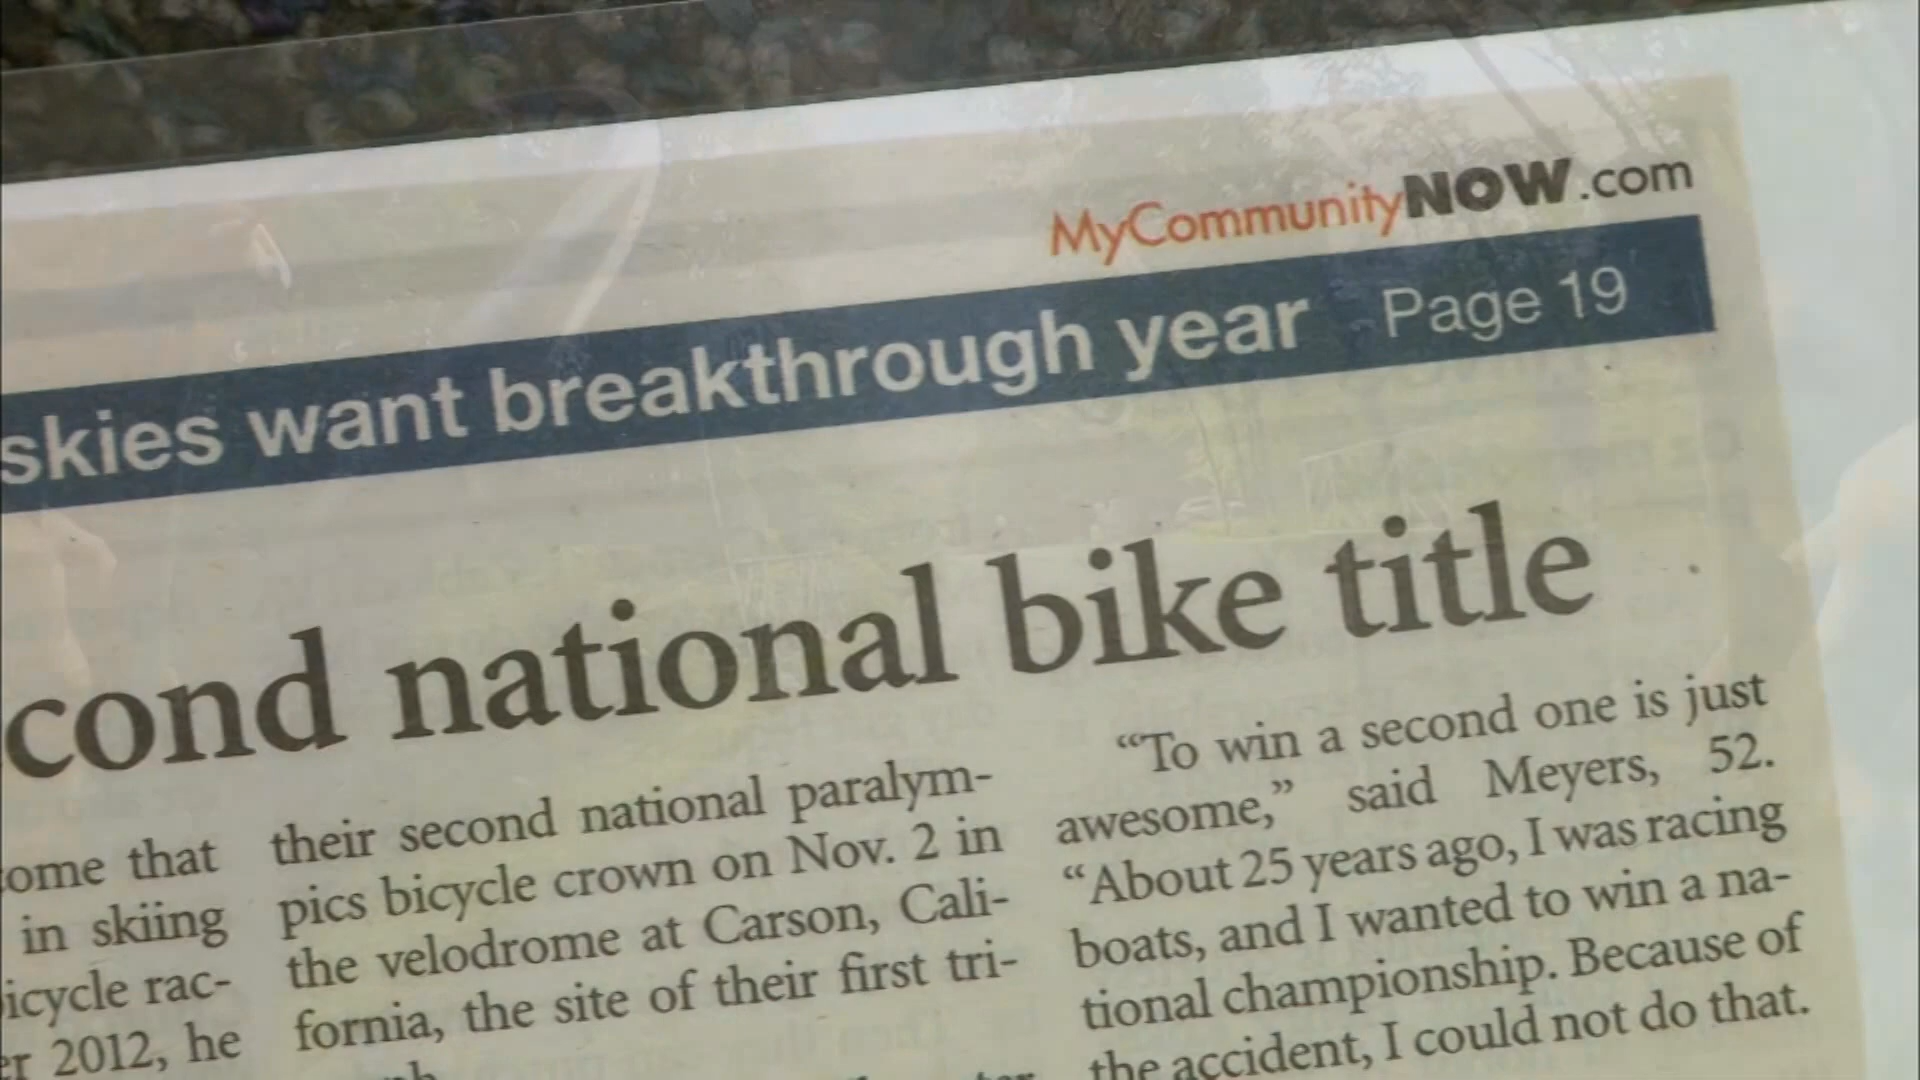 MyCommunityNOW.com
skies want breakthrough year Page 19
cond national bike title
ome that
in skiing
icycle rac-
er 2012, he
their second national paralym-
pics bicycle crown on Nov. 2 in
the velodrome at Carson, Cali-
fornia, the site of their first tri-
“To win a second one is just
awesome,” said Meyers, 52.
“About 25 years ago, I was racing
boats, and I wanted to win a na-
tional championship. Because of
the accident, I could not do that.